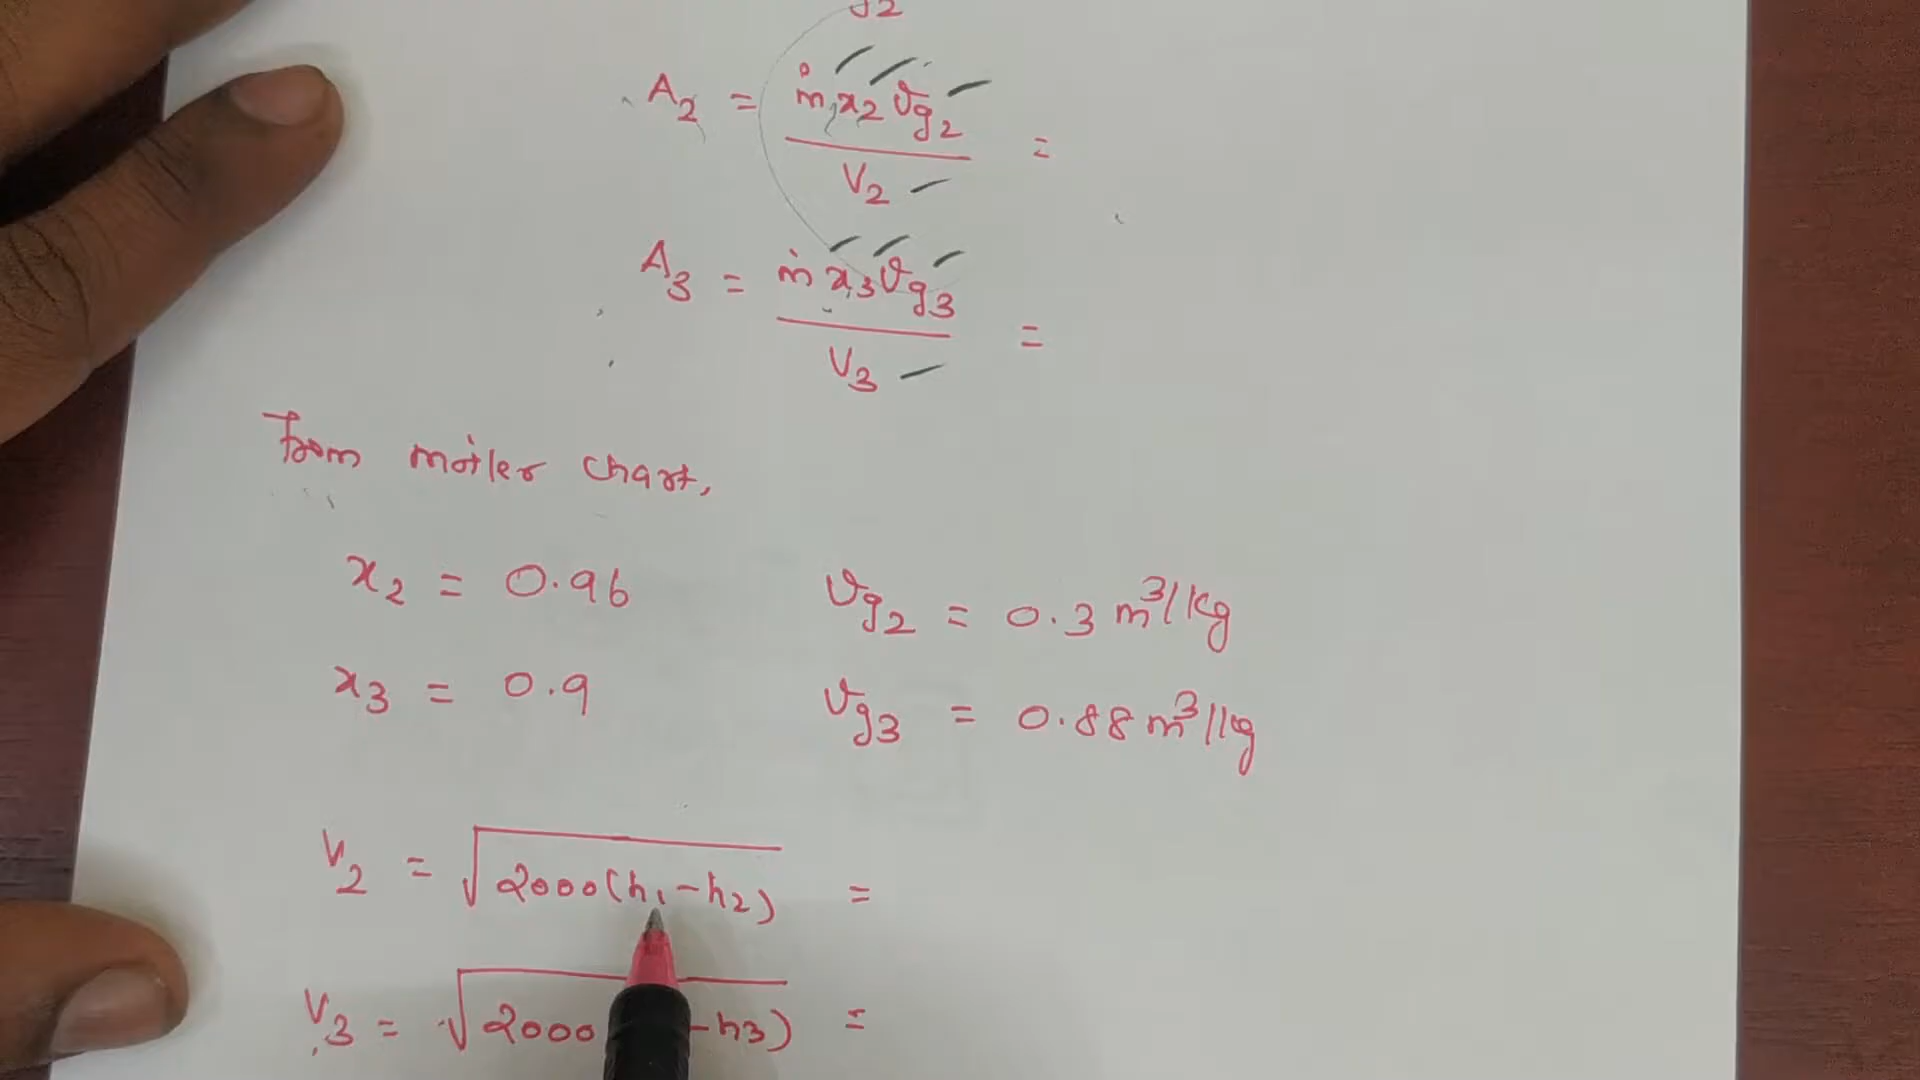 A₂ = ṁ x₂ vg₂ / V₂ =
A₃ = ṁ x₃ vg₃ / V₃ =
From moiler chart,
x₂ = 0.96 vg₂ = 0.3 m³/kg
x₃ = 0.9 vg₃ = 0.88 m³/kg
V₂ = √2000(h₁-h₂) =
V₃ = √2000 -h₃) =